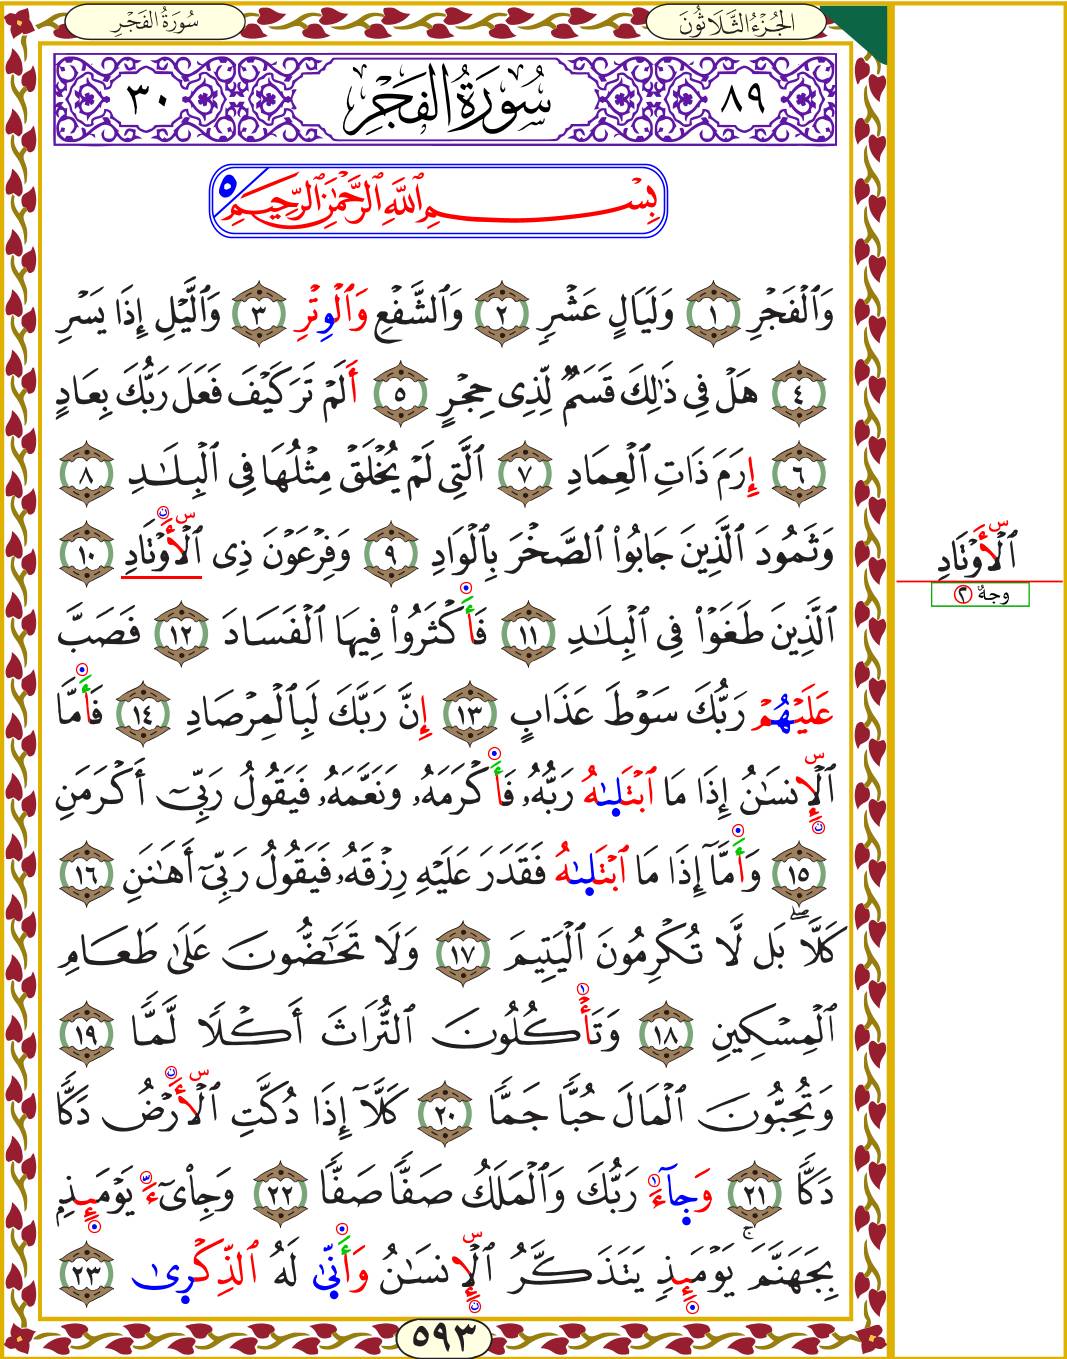 سُورَةُ الفَجْرِ
الجُزْءُ الثَّلَاثُونَ
٣٠ سُورَةُ الفَجْرِ ٨٩
بِسْمِ ٱللَّهِ ٱلرَّحْمَٰنِ ٱلرَّحِيمِ ٥
وَٱلْفَجْرِ ١ وَلَيَالٍ عَشْرٍ ٢ وَٱلشَّفْعِ وَٱلْوِتْرِ ٣ وَٱلَّيْلِ إِذَا يَسْرِ
٤ هَلْ فِى ذَٰلِكَ قَسَمٌ لِّذِى حِجْرٍ ٥ أَلَمْ تَرَ كَيْفَ فَعَلَ رَبُّكَ بِعَادٍ
٦ إِرَمَ ذَاتِ ٱلْعِمَادِ ٧ ٱلَّتِى لَمْ يُخْلَقْ مِثْلُهَا فِى ٱلْبِلَـٰدِ ٨
وَثَمُودَ ٱلَّذِينَ جَابُوا۟ ٱلصَّخْرَ بِٱلْوَادِ ٩ وَفِرْعَوْنَ ذِى ٱلْأَوْتَادِ ١٠
ٱلْأَوْتَادِ
وجهٌ ٢
ٱلَّذِينَ طَغَوْا۟ فِى ٱلْبِلَـٰدِ ١١ فَأَكْثَرُوا۟ فِيهَا ٱلْفَسَادَ ١٢ فَصَبَّ
عَلَيْهُمْ رَبُّكَ سَوْطَ عَذَابٍ ١٣ إِنَّ رَبَّكَ لَبِٱلْمِرْصَادِ ١٤ فَأَمَّا
ٱلْإِنسَـٰنُ إِذَا مَا ٱبْتَلَىٰهُ رَبُّهُۥ فَأَكْرَمَهُۥ وَنَعَّمَهُۥ فَيَقُولُ رَبِّىٓ أَكْرَمَنِ
١٥ وَأَمَّآ إِذَا مَا ٱبْتَلَىٰهُ فَقَدَرَ عَلَيْهِ رِزْقَهُۥ فَيَقُولُ رَبِّىٓ أَهَـٰنَنِ ١٦
كَلَّاۖ بَل لَّا تُكْرِمُونَ ٱلْيَتِيمَ ١٧ وَلَا تَحَـٰٓضُّونَ عَلَىٰ طَعَامِ
ٱلْمِسْكِينِ ١٨ وَتَأْكُلُونَ ٱلتُّرَاثَ أَكْلًا لَّمًّا ١٩
وَتُحِبُّونَ ٱلْمَالَ حُبًّا جَمًّا ٢٠ كَلَّآ إِذَا دُكَّتِ ٱلْأَرْضُ دَكًّا
دَكًّا ٢١ وَجَآءَ رَبُّكَ وَٱلْمَلَكُ صَفًّا صَفًّا ٢٢ وَجِا۟ىٓءَ يَوْمَئِذٍۭ
بِجَهَنَّمَۚ يَوْمَئِذٍ يَتَذَكَّرُ ٱلْإِنسَـٰنُ وَأَنَّىٰ لَهُ ٱلذِّكْرَىٰ ٢٣
٥٩٣